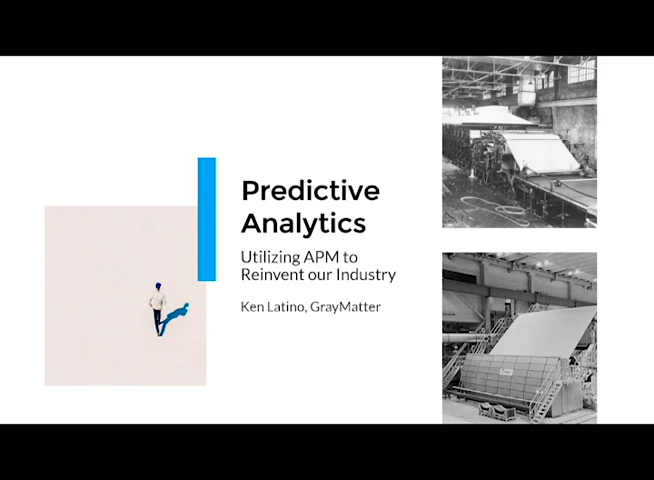 Predictive
Analytics
Utilizing APM to
Reinvent our Industry
Ken Latino, GrayMatter